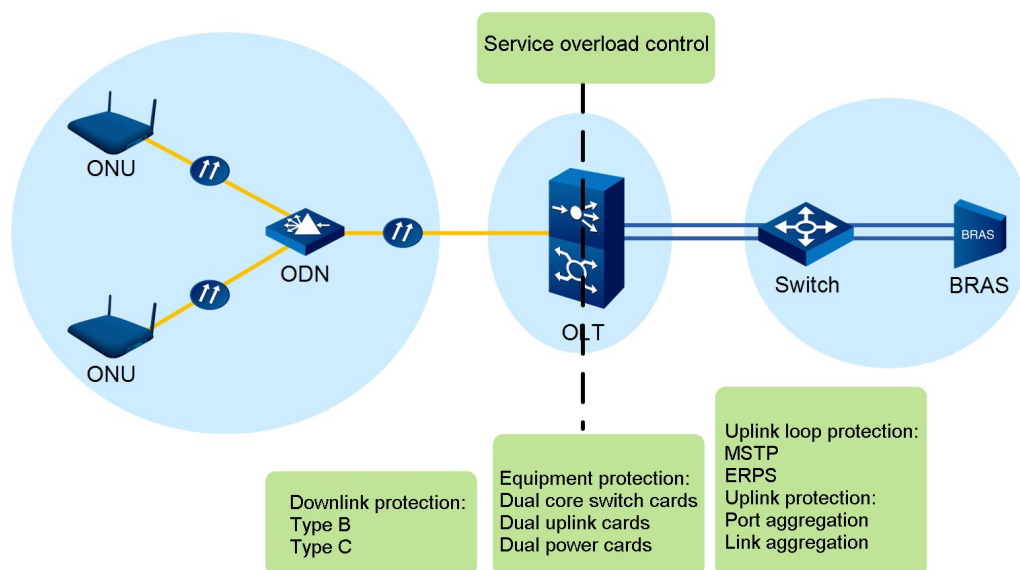 Service overload control
ONU
ODN
ONU
OLT
Switch
BRAS
BRAS
Downlink protection:
Type B
Type C
Equipment protection:
Dual core switch cards
Dual uplink cards
Dual power cards
Uplink loop protection:
MSTP
ERPS
Uplink protection:
Port aggregation
Link aggregation